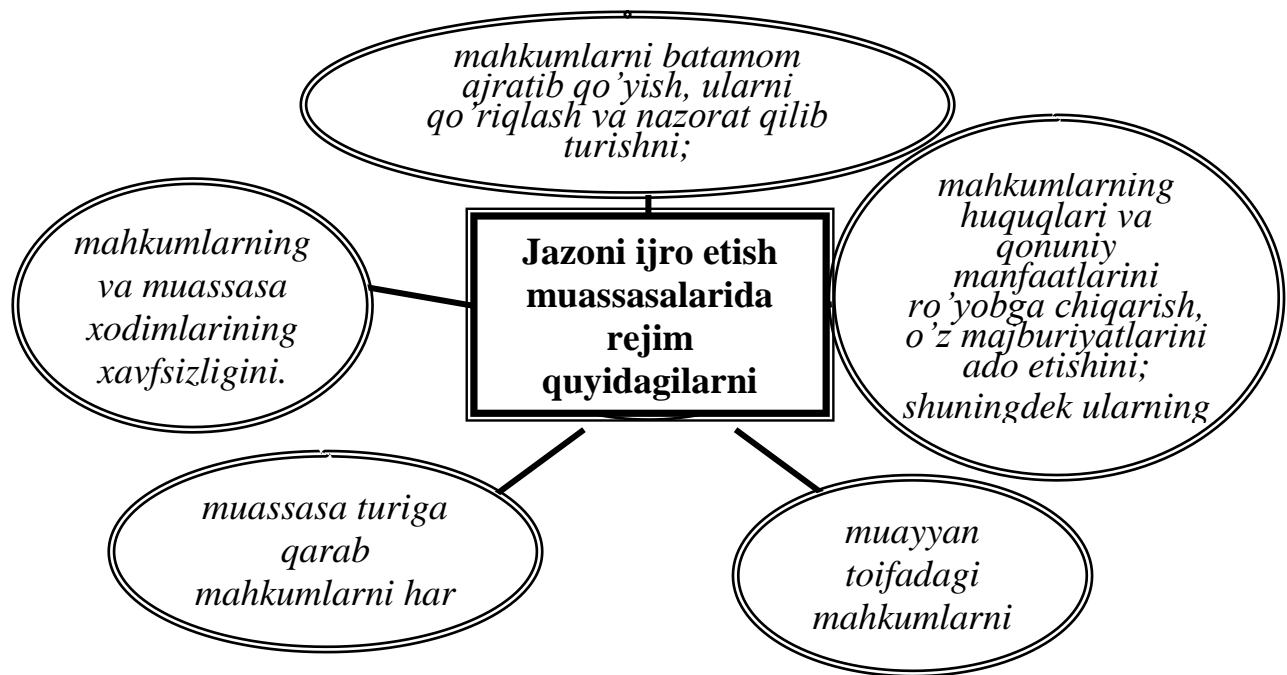 mahkumlarni batamom
ajratib qo’yish, ularni
qo’riqlash va nazorat qilib
turishni;
mahkumlarning
huquqlari va
qonuniy
manfaatlarini
ro’yobga chiqarish,
o’z majburiyatlarini
ado etishini;
shuningdek ularning
mahkumlarning
va muassasa
xodimlarining
xavfsizligini.
Jazoni ijro etish
muassasalarida
rejim
quyidagilarni
muassasa turiga
qarab
mahkumlarni har
muayyan
toifadagi
mahkumlarni